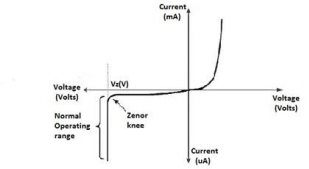 Current
(mA)
Vz(V)
Voltage
(Volts)
Voltage
(Volts)
Normal
Operating
range
Zenor
knee
Current
(uA)